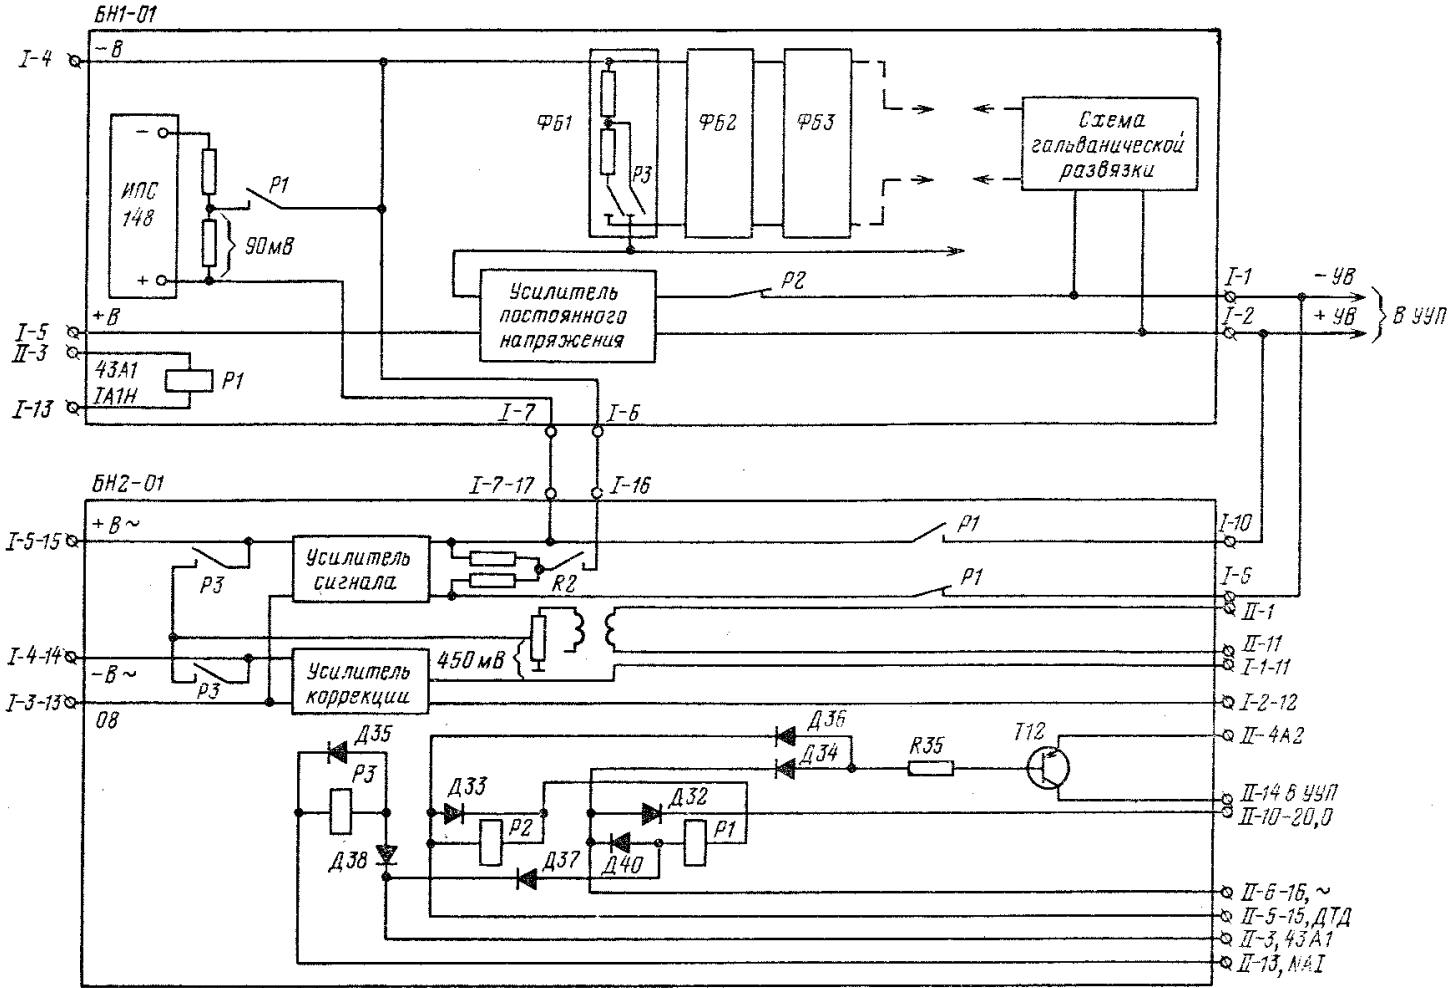 БН1-01
I-4
-В
ИПС
148
-
+
Р1
90мВ
ФБ1
Р3
ФБ2
ФБ3
Схема
гальванической
развязки
Усилитель
постоянного
напряжения
Р2
I-1
-УВ
I-2
+УВ
В УУП
+В
I-5
II-3
43А1
IА1Н
I-13
Р1
I-7
I-6
БН2-01
I-7-17
I-16
+В~
I-5-15
Р3
Усилитель
сигнала
R2
Р1
I-10
Р1
I-6
II-1
I-4-14
-В~
Р3
I-3-13
08
Усилитель
коррекции
450мВ
II-11
I-1-11
I-2-12
Д35
Р3
Д38
Д33
Р2
Д37
Д36
Д34
Д32
Д40
Р1
R35
Т12
II-4А2
II-14 В УУП
II-10-20,0
II-6-16,~
II-5-15,ДТД
II-3,43А1
II-13,NAI